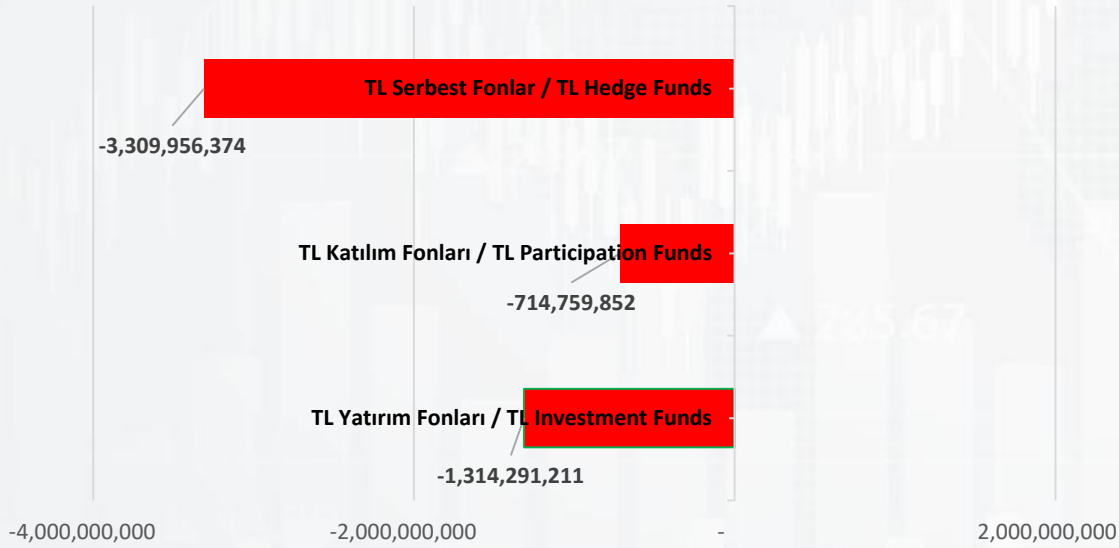 TL Serbest Fonlar / TL Hedge Funds
-3,309,956,374
TL Katılım Fonları / TL Participation Funds
-714,759,852
▲ 285.67
TL Yatırım Fonları / TL Investment Funds
-1,314,291,211
-4,000,000,000 -2,000,000,000 - 2,000,000,000